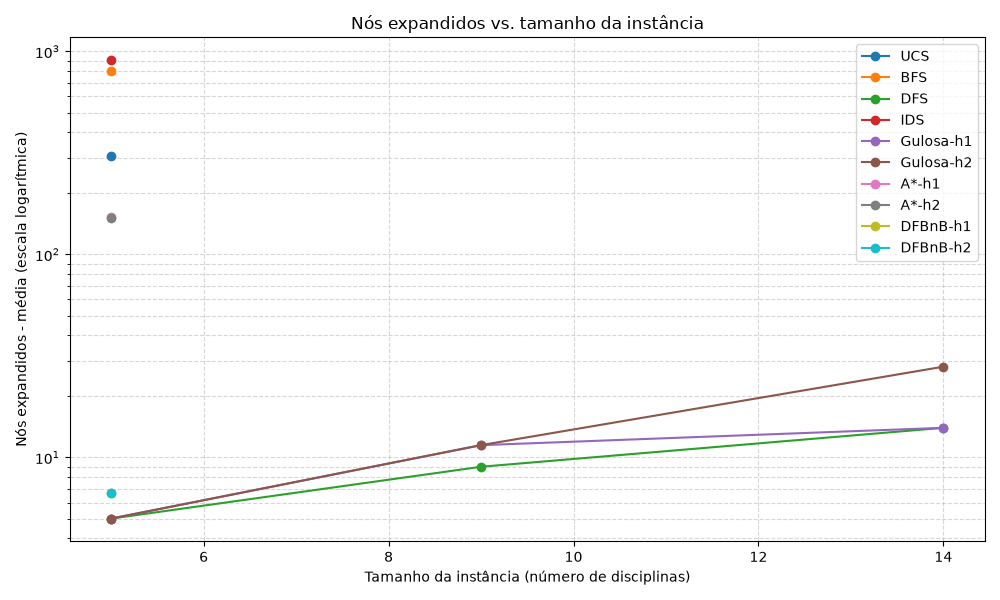 Nós expandidos vs. tamanho da instância
Nós expandidos - média (escala logarítmica)
10³
10²
10¹
UCS
BFS
DFS
IDS
Gulosa-h1
Gulosa-h2
A*-h1
A*-h2
DFBnB-h1
DFBnB-h2
6 8 10 12 14
Tamanho da instância (número de disciplinas)